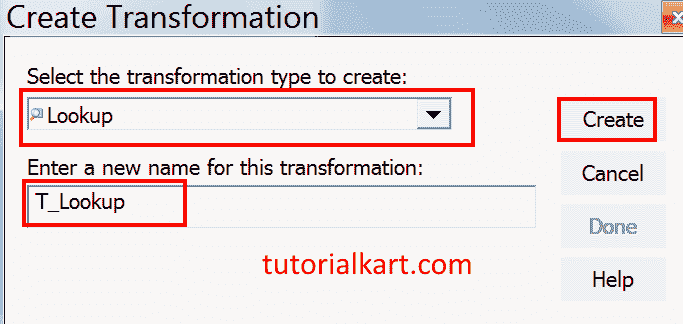 Create Transformation
Select the transformation type to create:
Lookup
Create
Enter a new name for this transformation:
Cancel
T_Lookup
Done
tutorialkart.com
Help